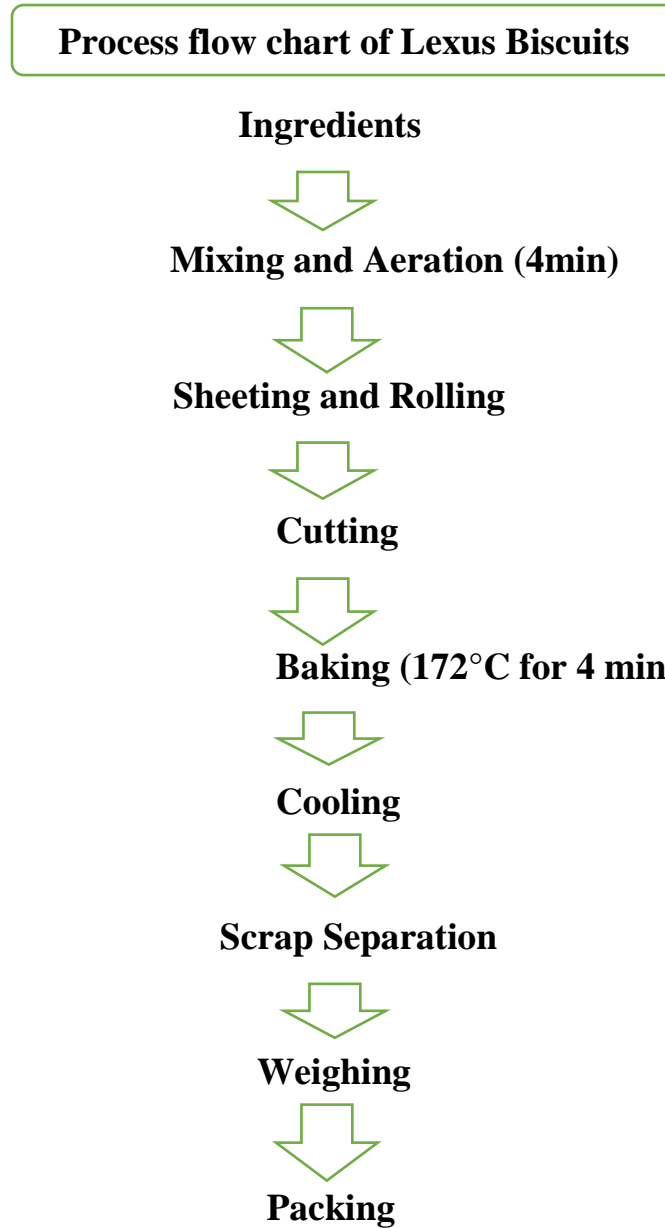 Process flow chart of Lexus Biscuits
Ingredients
Mixing and Aeration (4min)
Sheeting and Rolling
Cutting
Baking (172°C for 4 min
Cooling
Scrap Separation
Weighing
Packing